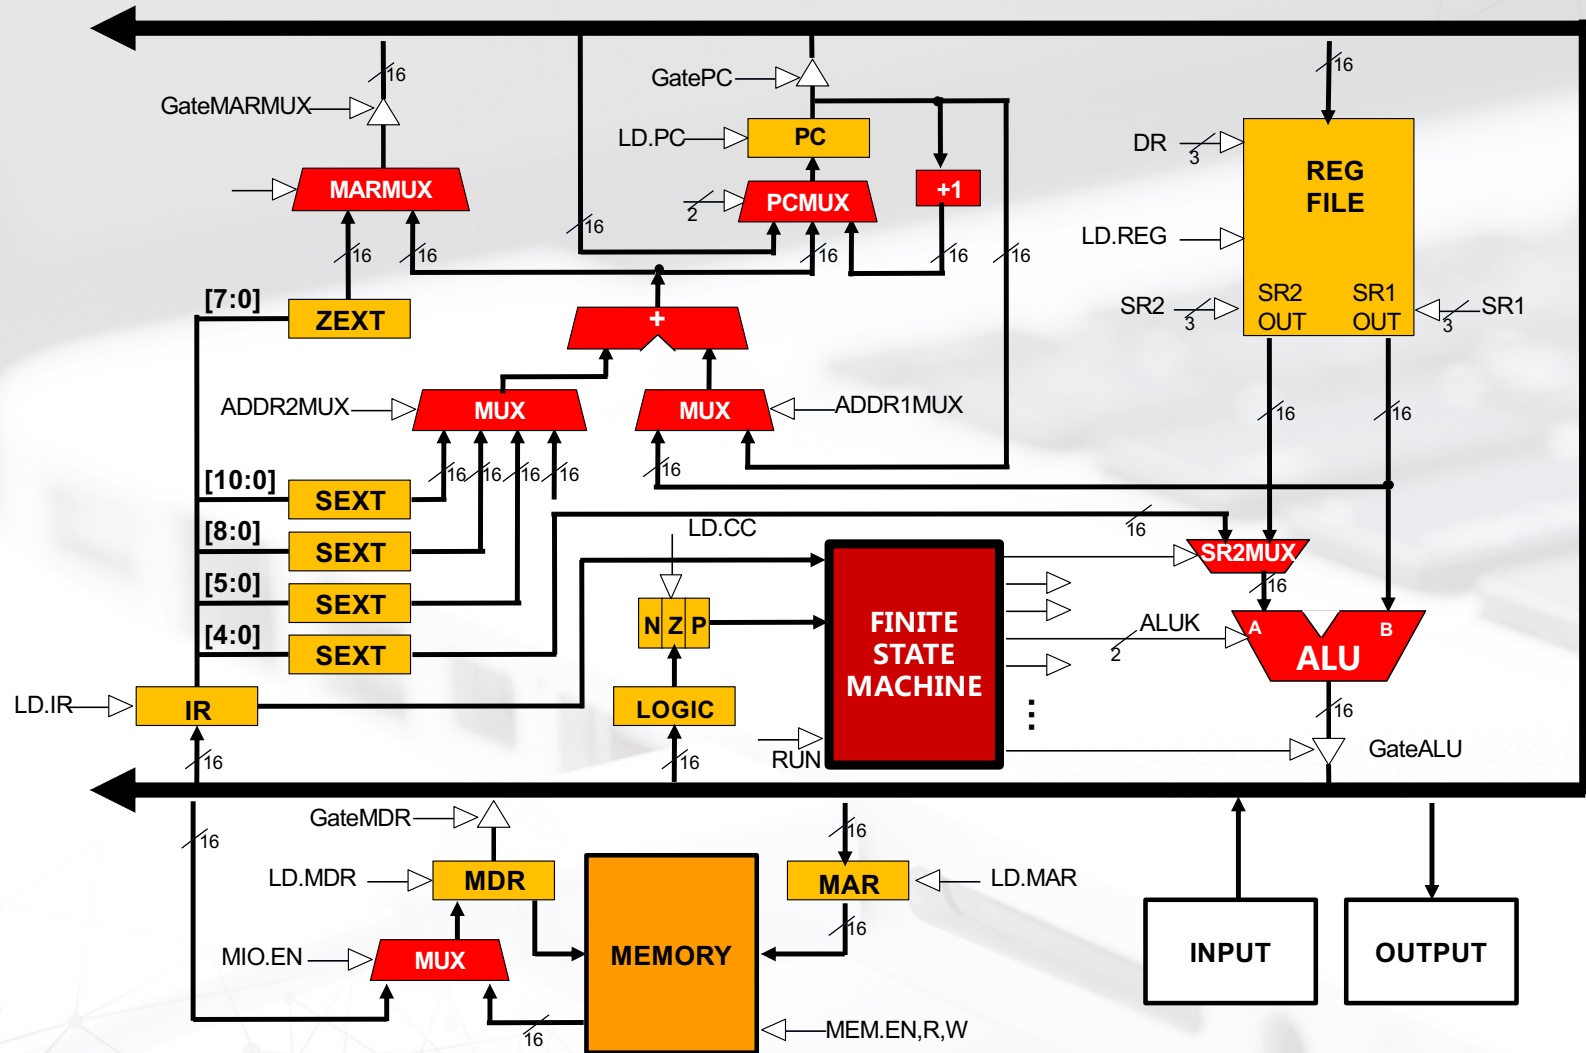 16
GatePC
16
GateMARMUX
LD.PC
PC
DR
3
REG
FILE
MARMUX
2
PCMUX
+1
16
LD.REG
16
16
16
16
16
[7:0]
ZEXT
+
SR2
3
SR2
OUT
SR1
OUT
3
SR1
ADDR2MUX
MUX
MUX
ADDR1MUX
16
16
16
16
16
16
16
[10:0]
SEXT
[8:0]
SEXT
LD.CC
16
SR2MUX
16
[5:0]
SEXT
N Z P
FINITE
STATE
MACHINE
ALUK
2
A
B
ALU
[4:0]
SEXT
LD.IR
IR
LOGIC
⋮
16
16
16
RUN
GateALU
GateMDR
16
16
LD.MDR
MDR
MAR
LD.MAR
16
MIO.EN
MUX
MEMORY
INPUT
OUTPUT
16
MEM.EN,R,W